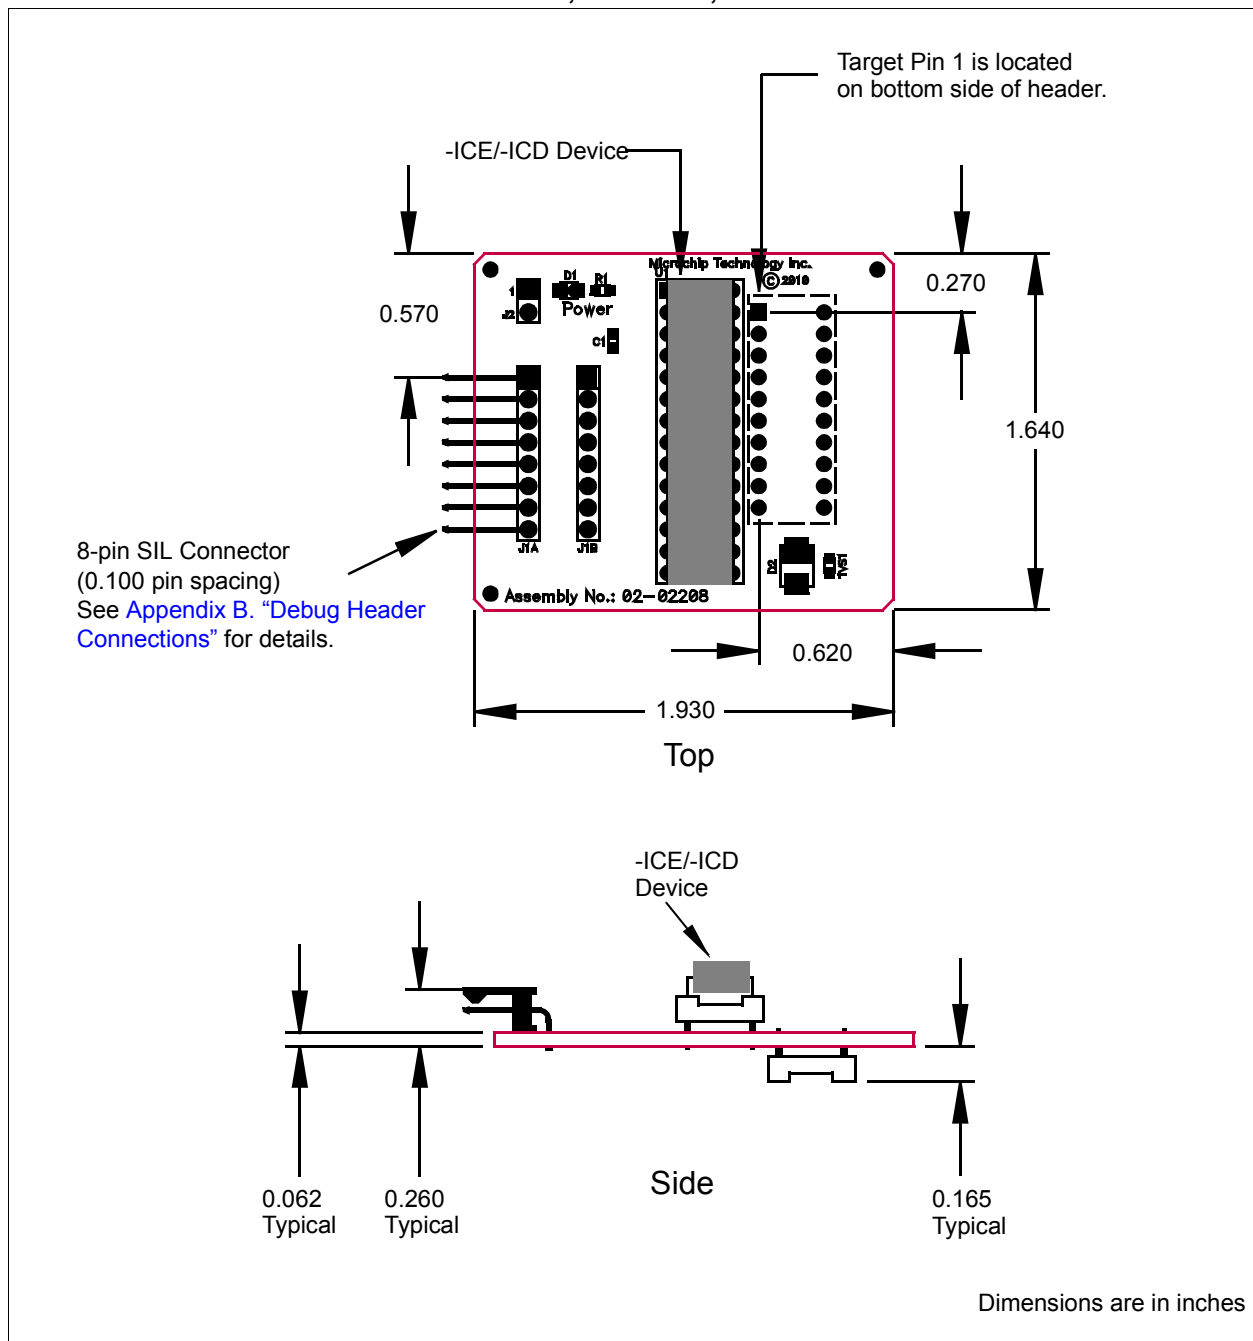 Target Pin 1 is located
on bottom side of header.
-ICE/-ICD Device
Microchip Technology Inc.
© 2010
U1
D1
R1
1
J2
Power
C1
0.270
0.570
1.640
8-pin SIL Connector
(0.100 pin spacing)
See Appendix B. “Debug Header
Connections” for details.
J1A
J1B
D2
TVS1
Assembly No.: 02-02208
0.620
1.930
Top
-ICE/-ICD
Device
Side
0.062
Typical
0.260
Typical
0.165
Typical
Dimensions are in inches